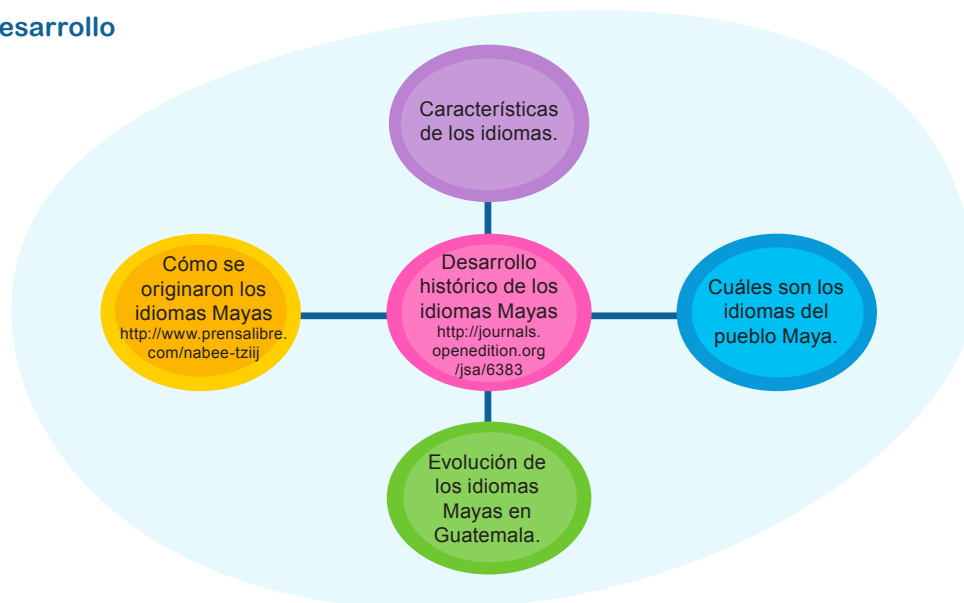 esarrollo
Características
de los idiomas.
Cómo se
originaron los
idiomas Mayas
http://www.prensalibre.
com/nabee-tziij
Desarrollo
histórico de los
idiomas Mayas
http://journals.
openedition.org
/jsa/6383
Cuáles son los
idiomas del
pueblo Maya.
Evolución de
los idiomas
Mayas en
Guatemala.